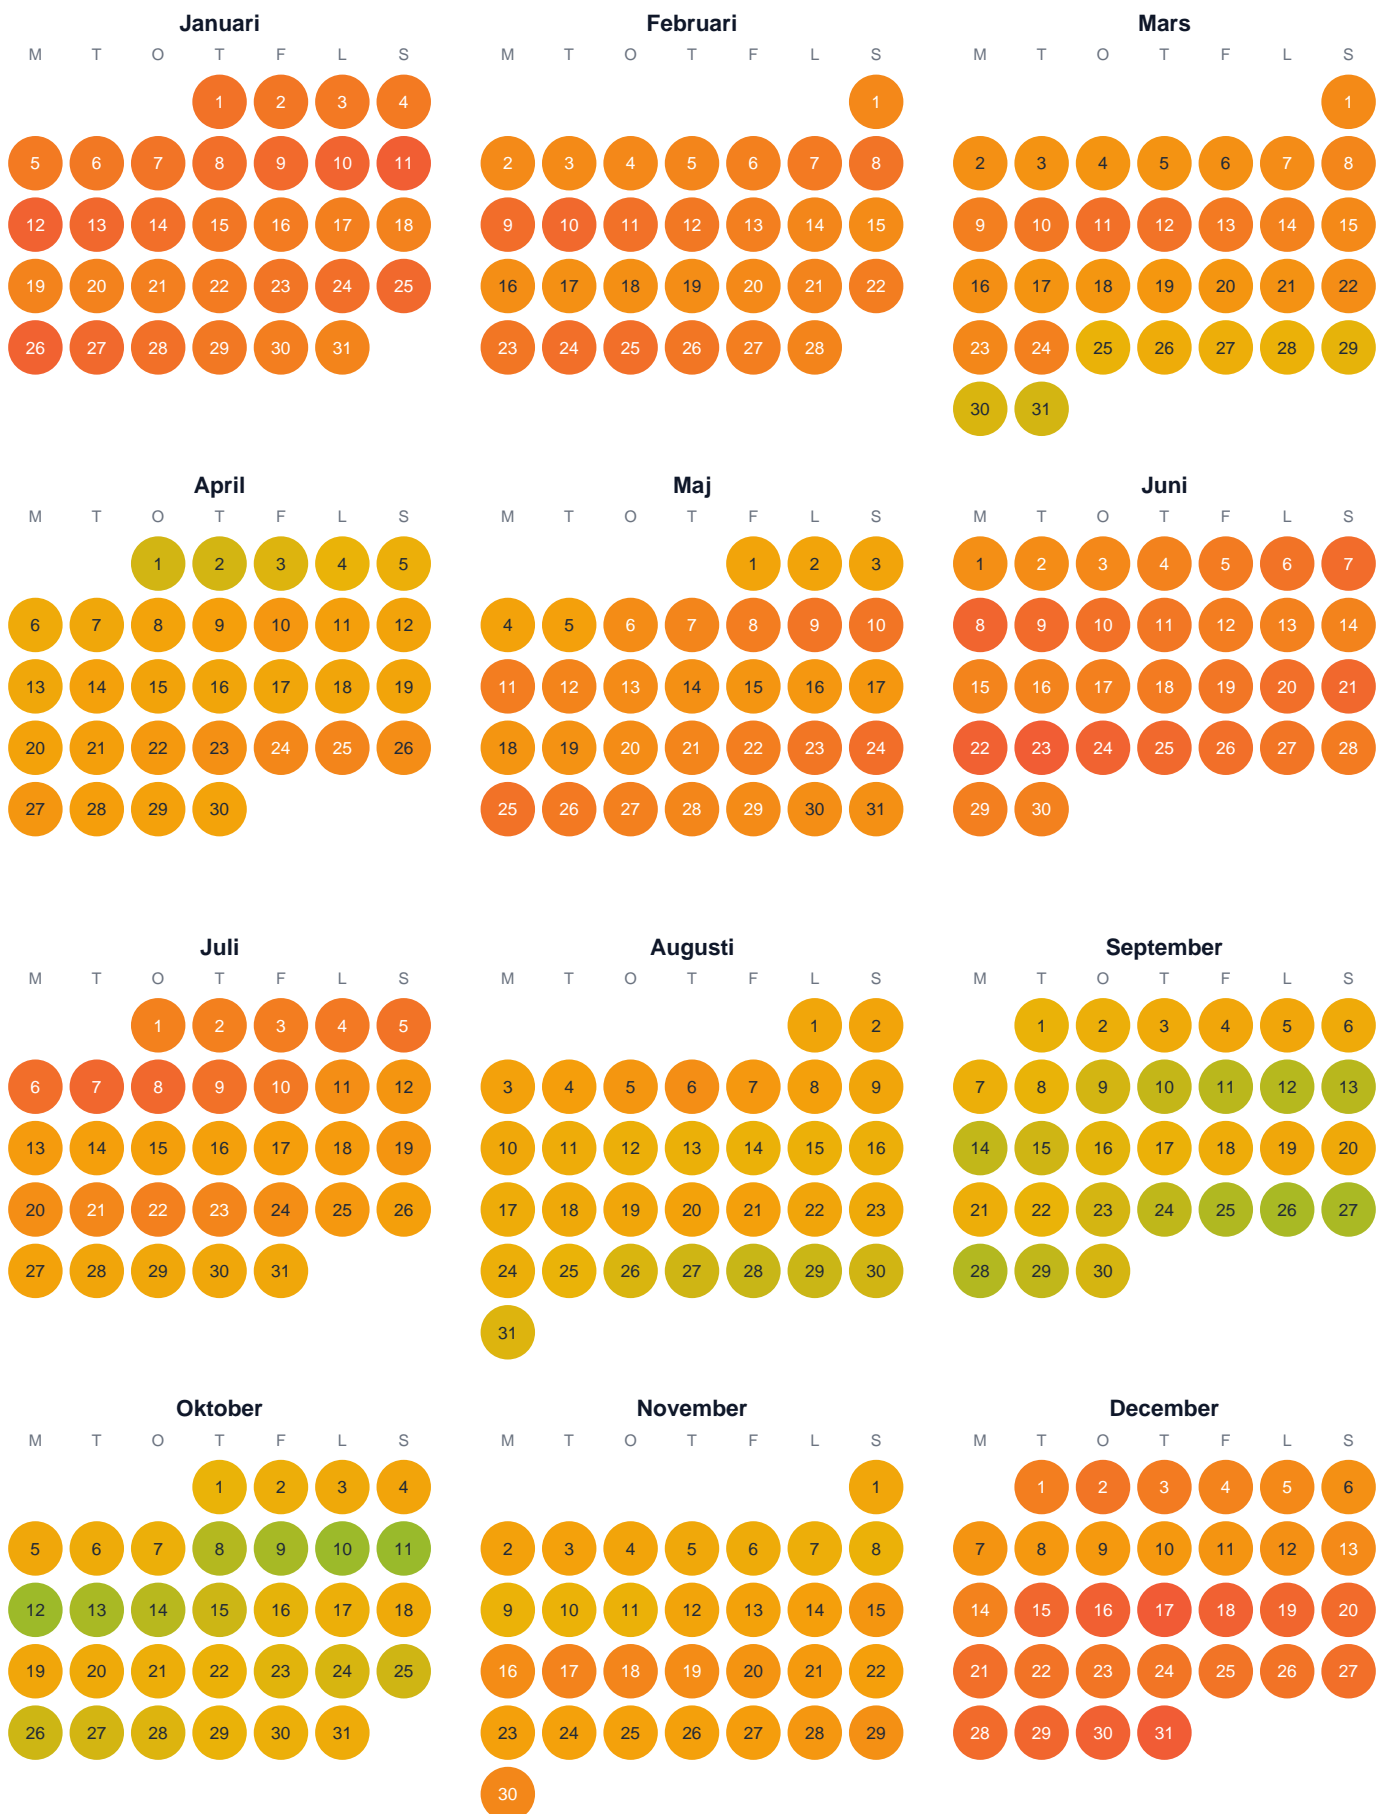 Januari
M T O T F L S
1 2 3 4
5 6 7 8 9 10 11
12 13 14 15 16 17 18
19 20 21 22 23 24 25
26 27 28 29 30 31
Februari
M T O T F L S
1
2 3 4 5 6 7 8
9 10 11 12 13 14 15
16 17 18 19 20 21 22
23 24 25 26 27 28
Mars
M T O T F L S
1
2 3 4 5 6 7 8
9 10 11 12 13 14 15
16 17 18 19 20 21 22
23 24 25 26 27 28 29
30 31
April
M T O T F L S
1 2 3 4 5
6 7 8 9 10 11 12
13 14 15 16 17 18 19
20 21 22 23 24 25 26
27 28 29 30
Maj
M T O T F L S
1 2 3
4 5 6 7 8 9 10
11 12 13 14 15 16 17
18 19 20 21 22 23 24
25 26 27 28 29 30 31
Juni
M T O T F L S
1 2 3 4 5 6 7
8 9 10 11 12 13 14
15 16 17 18 19 20 21
22 23 24 25 26 27 28
29 30
Juli
M T O T F L S
1 2 3 4 5
6 7 8 9 10 11 12
13 14 15 16 17 18 19
20 21 22 23 24 25 26
27 28 29 30 31
Augusti
M T O T F L S
1 2
3 4 5 6 7 8 9
10 11 12 13 14 15 16
17 18 19 20 21 22 23
24 25 26 27 28 29 30
31
September
M T O T F L S
1 2 3 4 5 6
7 8 9 10 11 12 13
14 15 16 17 18 19 20
21 22 23 24 25 26 27
28 29 30
Oktober
M T O T F L S
1 2 3 4
5 6 7 8 9 10 11
12 13 14 15 16 17 18
19 20 21 22 23 24 25
26 27 28 29 30 31
November
M T O T F L S
1
2 3 4 5 6 7 8
9 10 11 12 13 14 15
16 17 18 19 20 21 22
23 24 25 26 27 28 29
30
December
M T O T F L S
1 2 3 4 5 6
7 8 9 10 11 12 13
14 15 16 17 18 19 20
21 22 23 24 25 26 27
28 29 30 31